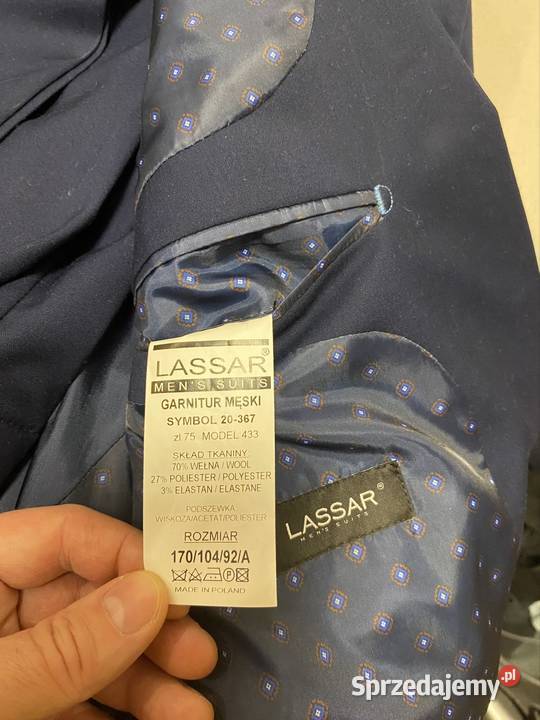 LASSAR®
MEN'S SUITS
GARNITUR MĘSKI
SYMBOL 20-367
zl 75 MODEL 433
SKŁAD TKANINY:
70% WEŁNA / WOOL
27% POLIESTER / POLYESTER
3% ELASTAN / ELASTANE
PODSZEWKA
WISKOZA/ACETAT/POLIESTER
ROZMIAR
170/104/92/A
MADE IN POLAND
LASSAR®
MEN'S SUITS
Sprzedajemy.pl